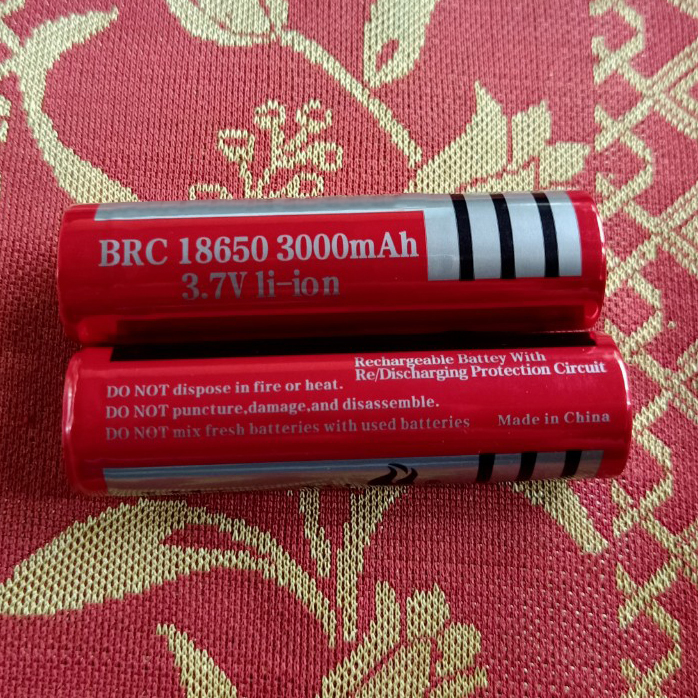 BRC 18650 3000mAh
3.7V li-ion
Rechargeable Battey With
Re/Discharging Protection Circuit
DO NOT dispose in fire or heat.
DO NOT puncture,damage,and disassemble.
DO NOT mix fresh batteries with used batteries
Made in China